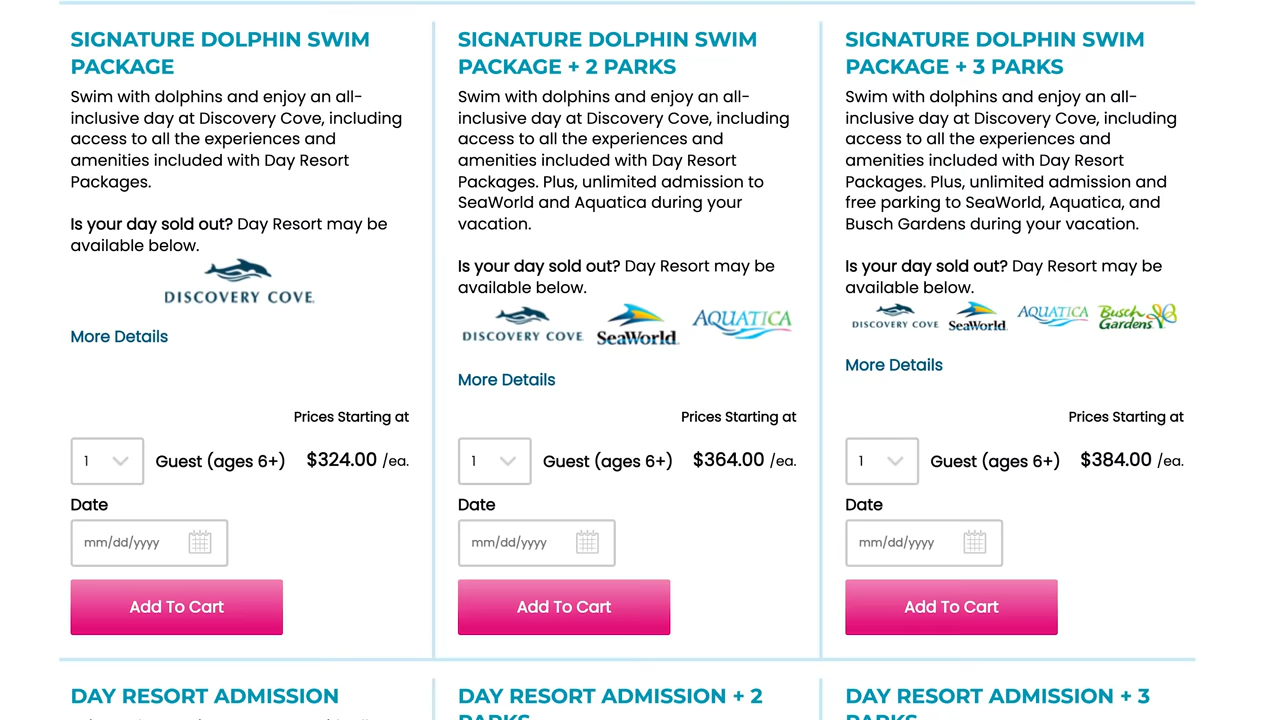 SIGNATURE DOLPHIN SWIM
PACKAGE
Swim with dolphins and enjoy an all-
inclusive day at Discovery Cove, including
access to all the experiences and
amenities included with Day Resort
Packages.
Is your day sold out? Day Resort may be
available below.
DISCOVERY COVE
More Details
Prices Starting at
1 Guest (ages 6+) $324.00 /ea.
Date
mm/dd/yyyy
Add To Cart
SIGNATURE DOLPHIN SWIM
PACKAGE + 2 PARKS
Swim with dolphins and enjoy an all-
inclusive day at Discovery Cove, including
access to all the experiences and
amenities included with Day Resort
Packages. Plus, unlimited admission to
SeaWorld and Aquatica during your
vacation.
Is your day sold out? Day Resort may be
available below.
DISCOVERY COVE SeaWorld AQUATICA
More Details
Prices Starting at
1 Guest (ages 6+) $364.00 /ea.
Date
mm/dd/yyyy
Add To Cart
SIGNATURE DOLPHIN SWIM
PACKAGE + 3 PARKS
Swim with dolphins and enjoy an all-
inclusive day at Discovery Cove, including
access to all the experiences and
amenities included with Day Resort
Packages. Plus, unlimited admission and
free parking to SeaWorld, Aquatica, and
Busch Gardens during your vacation.
Is your day sold out? Day Resort may be
available below.
DISCOVERY COVE SeaWorld AQUATICA Busch Gardens
More Details
Prices Starting at
1 Guest (ages 6+) $384.00 /ea.
Date
mm/dd/yyyy
Add To Cart
DAY RESORT ADMISSION
DAY RESORT ADMISSION + 2
PARKS
DAY RESORT ADMISSION + 3
PARKS